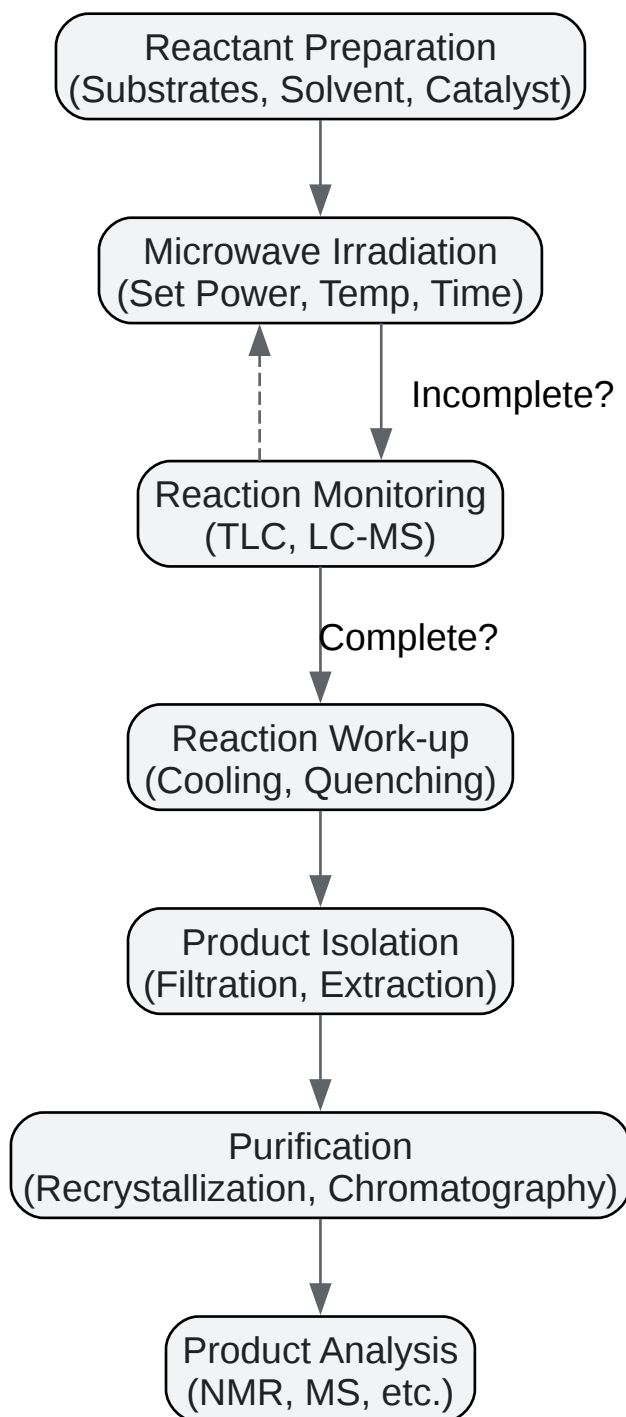 Reactant Preparation
(Substrates, Solvent, Catalyst)
Microwave Irradiation
(Set Power, Temp, Time)
Incomplete?
Reaction Monitoring
(TLC, LC-MS)
Complete?
Reaction Work-up
(Cooling, Quenching)
Product Isolation
(Filtration, Extraction)
Purification
(Recrystallization, Chromatography)
Product Analysis
(NMR, MS, etc.)